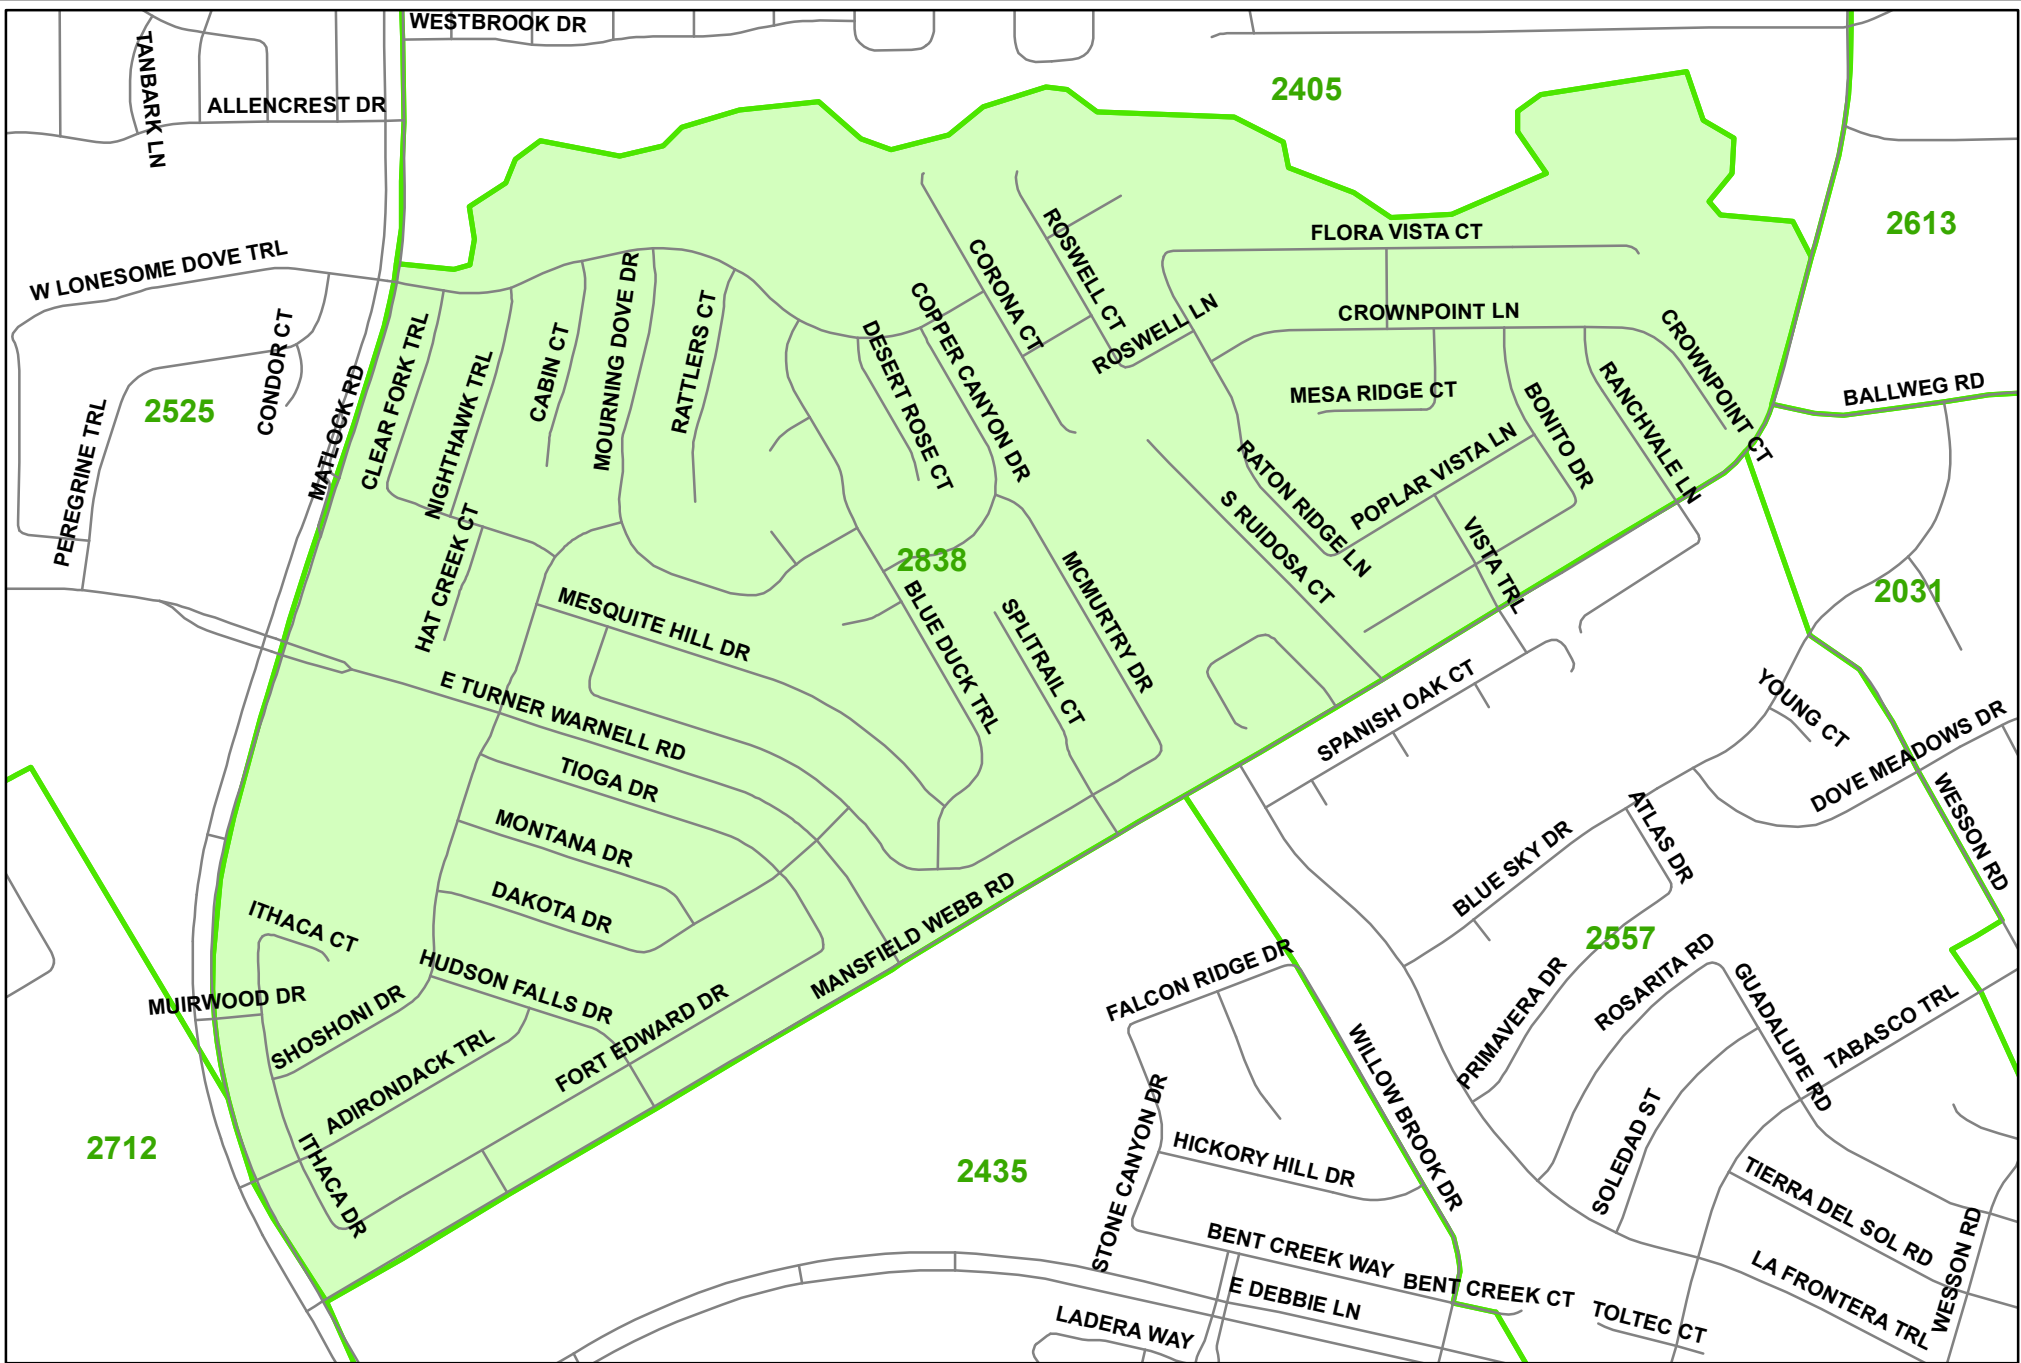 WESTBROOK DR
TANBARK LN
ALLENCREST DR
2405
2613
W LONESOME DOVE TRL
FLORA VISTA CT
ROSWELL CT
CORONA CT
COPPER CANYON DR
ROSWELL LN
CROWNPOINT LN
CROWNPOINT CT
CONDOR CT
MATLOCK RD
CLEAR FORK TRL
NIGHTHAWK TRL
CABIN CT
MOURNING DOVE DR
RATTLERS CT
DESERT ROSE CT
MESA RIDGE CT
BONITO DR
RANCHVALE LN
BALLWEG RD
2525
PEREGRINE TRL
RATON RIDGE LN
POPLAR VISTA LN
S RUIDOSA CT
VISTA TRL
HAT CREEK CT
2838
MCMURTRY DR
2031
MESQUITE HILL DR
BLUE DUCK TRL
SPLITRAIL CT
E TURNER WARNELL RD
SPANISH OAK CT
YOUNG CT
DOVE MEADOWS DR
WESSON RD
TIOGA DR
MONTANA DR
DAKOTA DR
ATLAS DR
BLUE SKY DR
MANSFIELD WEBB RD
ITHACA CT
HUDSON FALLS DR
MUIRWOOD DR
SHOSHONI DR
FORT EDWARD DR
ADIRONDACK TRL
ITHACA DR
FALCON RIDGE DR
2557
PRIMAVERA DR
ROSARITA RD
GUADALUPE RD
TABASCO TRL
WILLOW BROOK DR
STONE CANYON DR
HICKORY HILL DR
SOLEDAD ST
2712
2435
TIERRA DEL SOL RD
WESSON RD
BENT CREEK WAY
BENT CREEK CT
E DEBBIE LN
LADERA WAY
TOLTEC CT
LA FRONTERA TRL